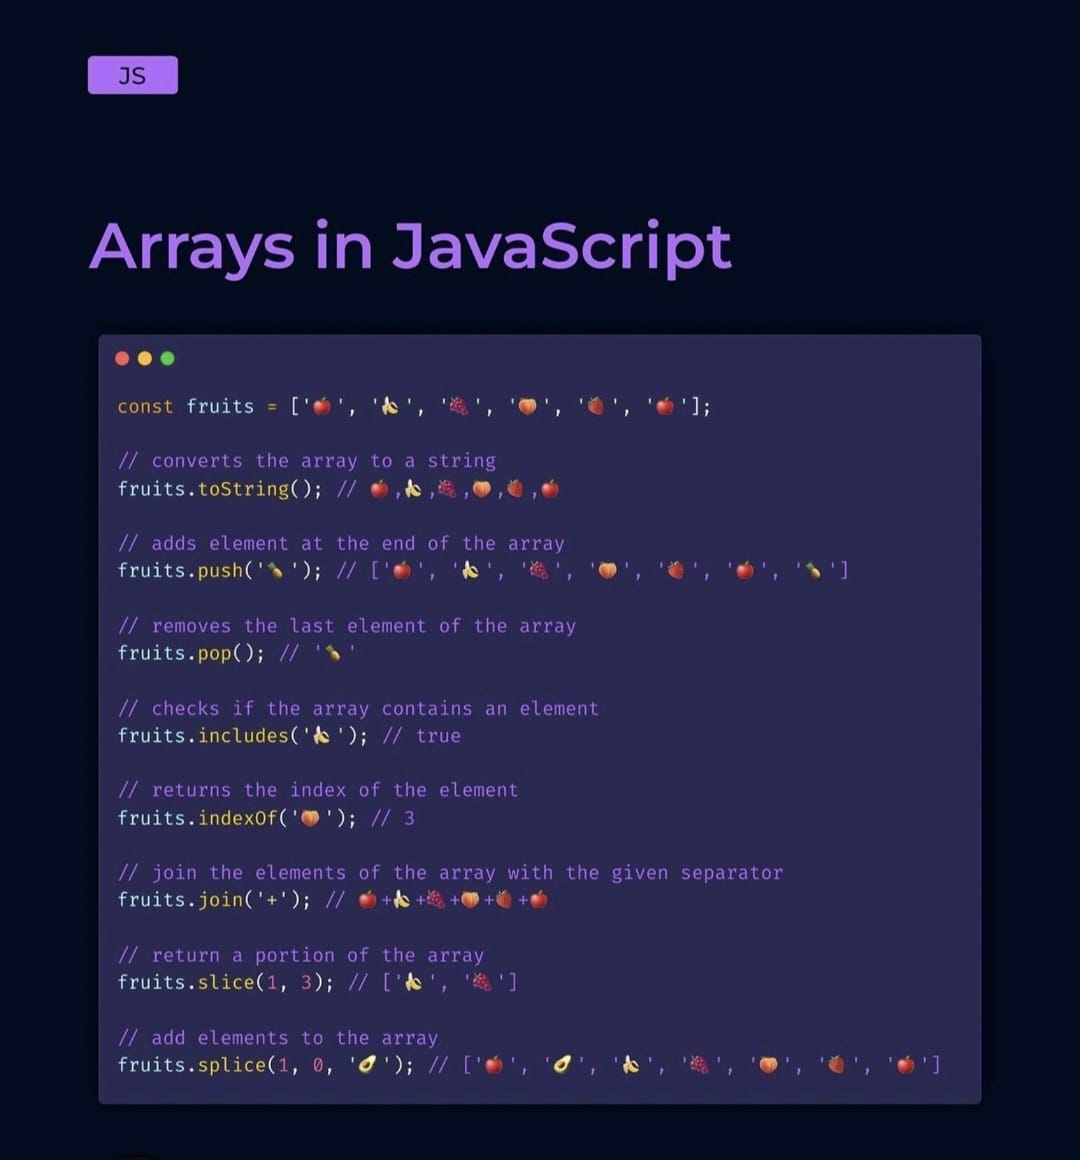 JS
Arrays in JavaScript
const fruits = ['🍎', '🍌', '🍇', '🍑', '🍓', '🍎'];
// converts the array to a string
fruits.toString(); // 🍎,🍌,🍇,🍑,🍓,🍎
// adds element at the end of the array
fruits.push('🍍'); // ['🍎', '🍌', '🍇', '🍑', '🍓', '🍎', '🍍']
// removes the last element of the array
fruits.pop(); // '🍍'
// checks if the array contains an element
fruits.includes('🍌'); // true
// returns the index of the element
fruits.indexOf('🍑'); // 3
// join the elements of the array with the given separator
fruits.join('+'); // 🍎+🍌+🍇+🍑+🍓+🍎
// return a portion of the array
fruits.slice(1, 3); // ['🍌', '🍇']
// add elements to the array
fruits.splice(1, 0, '🥑'); // ['🍎', '🥑', '🍌', '🍇', '🍑', '🍓', '🍎']